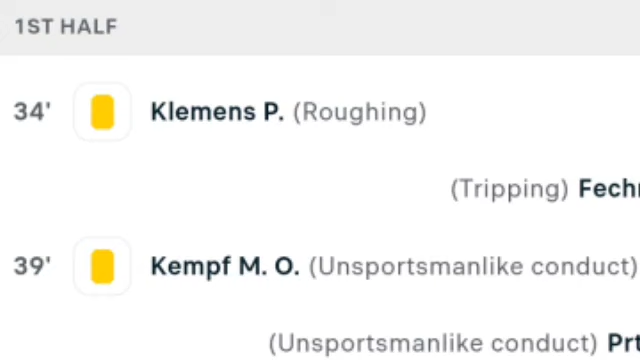 1ST HALF
34' Klemens P. (Roughing)
(Tripping)
39' Kempf M. O. (Unsportsmanlike conduct)
(Unsportsmanlike conduct)